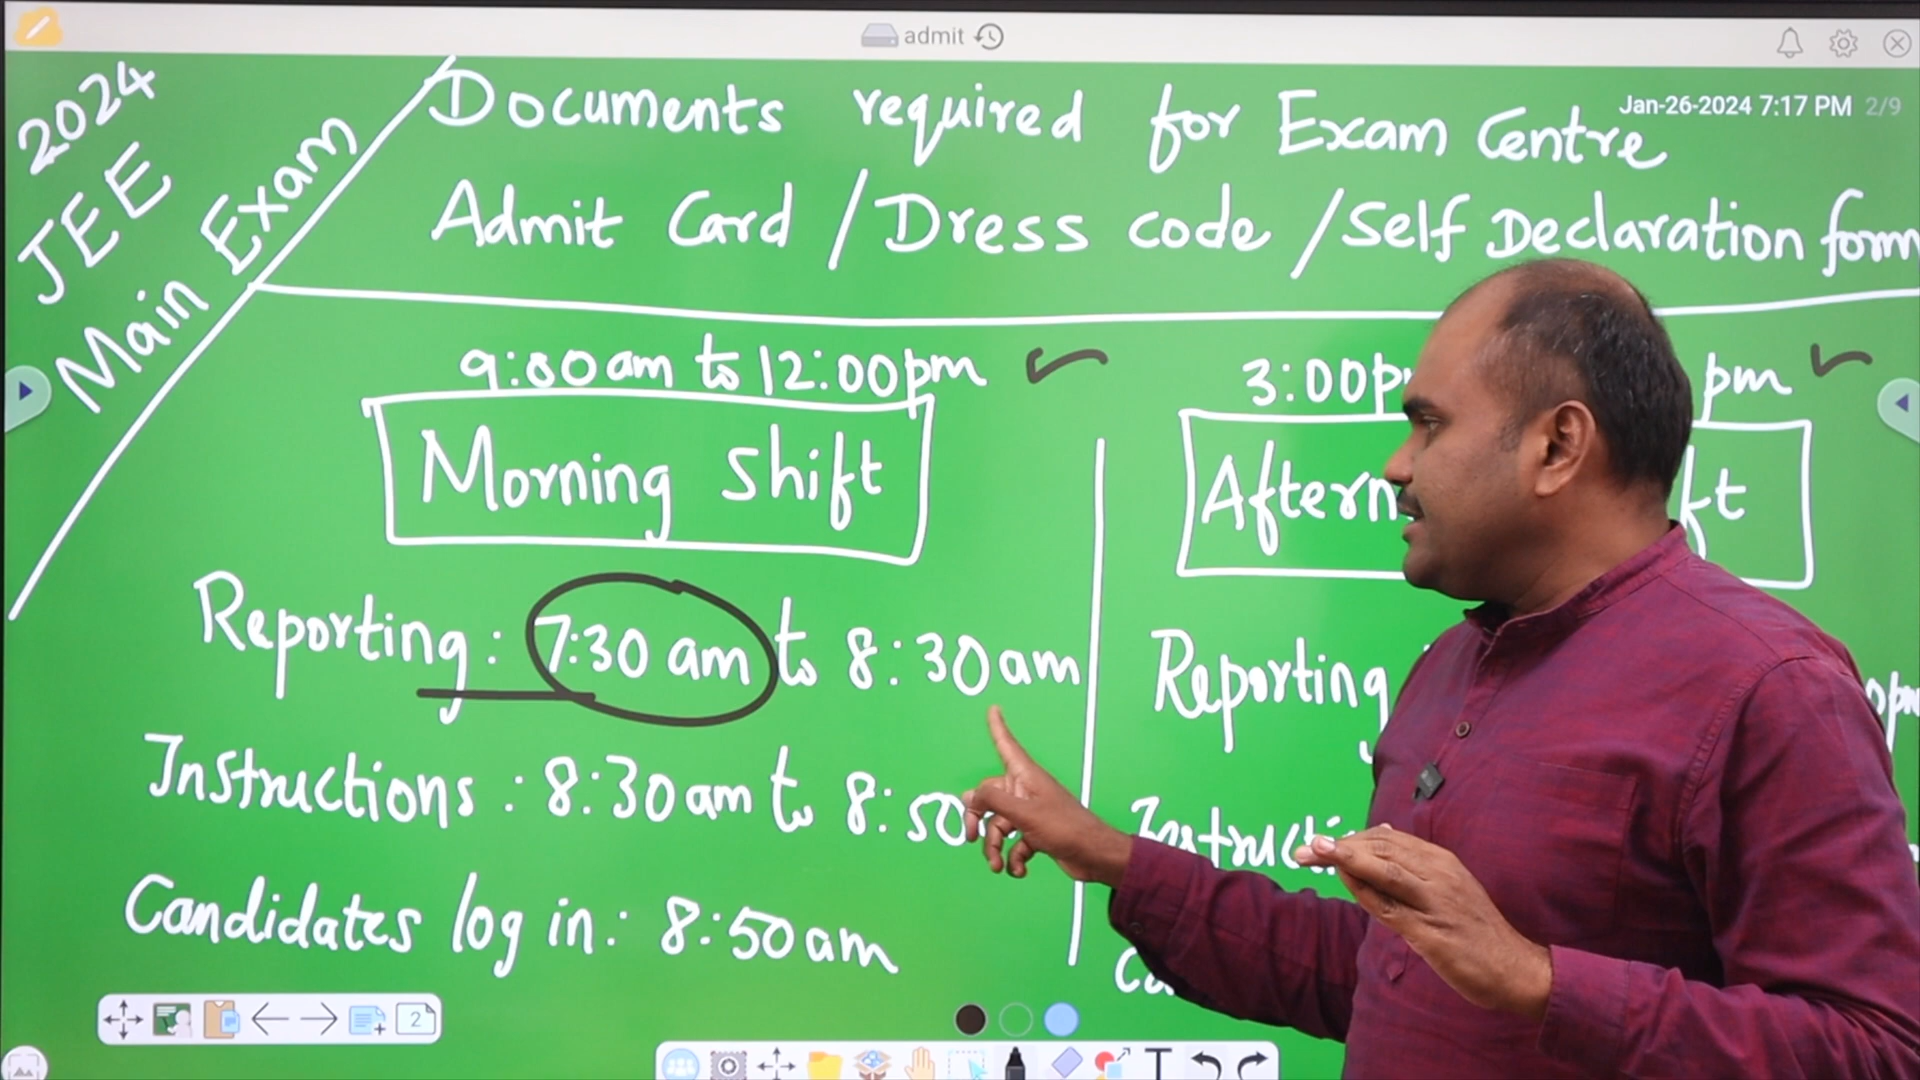 admit
Jan-26-2024 7:17 PM 2/9
2024
JEE
Main Exam
Documents required for Exam Centre
Admit Card / Dress code / Self Declaration form
9:00am to 12:00pm
Morning Shift
Reporting : 7:30 am to 8:30am
Instructions : 8:30am to 8:50
Candidates log in : 8:50am
3:00p pm
Aftern ft
Reporting
Instructi
Ca
2